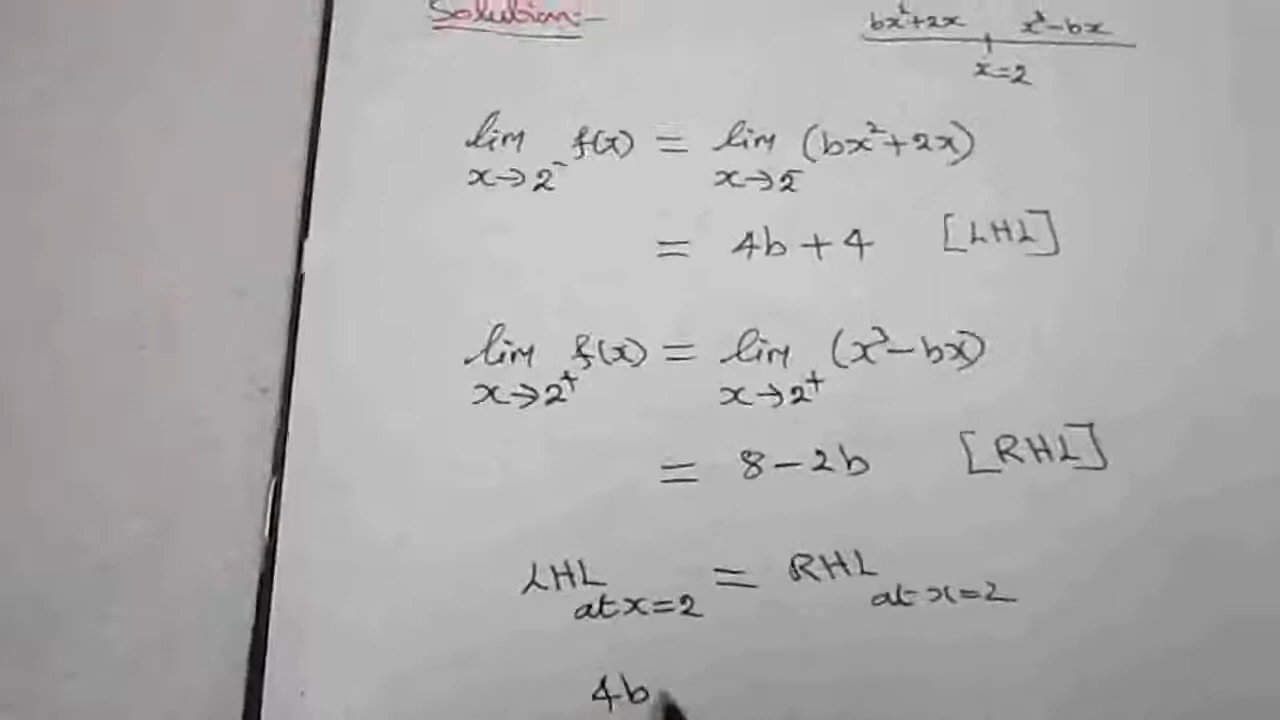 Solution:-
bx²+2x x³-bx
x=2
lim f(x) = lim (bx²+2x)
x→2⁻ x→2⁻
= 4b+4 [LHL]
lim f(x) = lim (x³-bx)
x→2⁺ x→2⁺
= 8-2b [RHL]
LHL at x=2 = RHL at x=2
4b